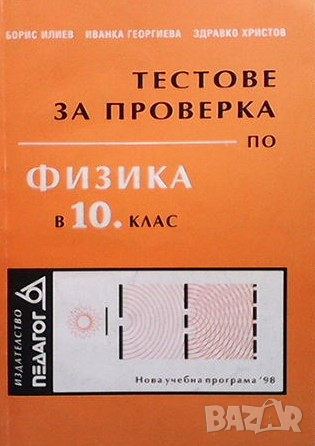 БОРИС ИЛИЕВ ИВАНКА ГЕОРГИЕВА ЗДРАВКО ХРИСТОВ
ТЕСТОВЕ
ЗА ПРОВЕРКА
ПО
ФИЗИКА
В 10. КЛАС
ИЗДАТЕЛСТВО
ПЕДАГОГ
Нова учебна програма '98
BAZAR